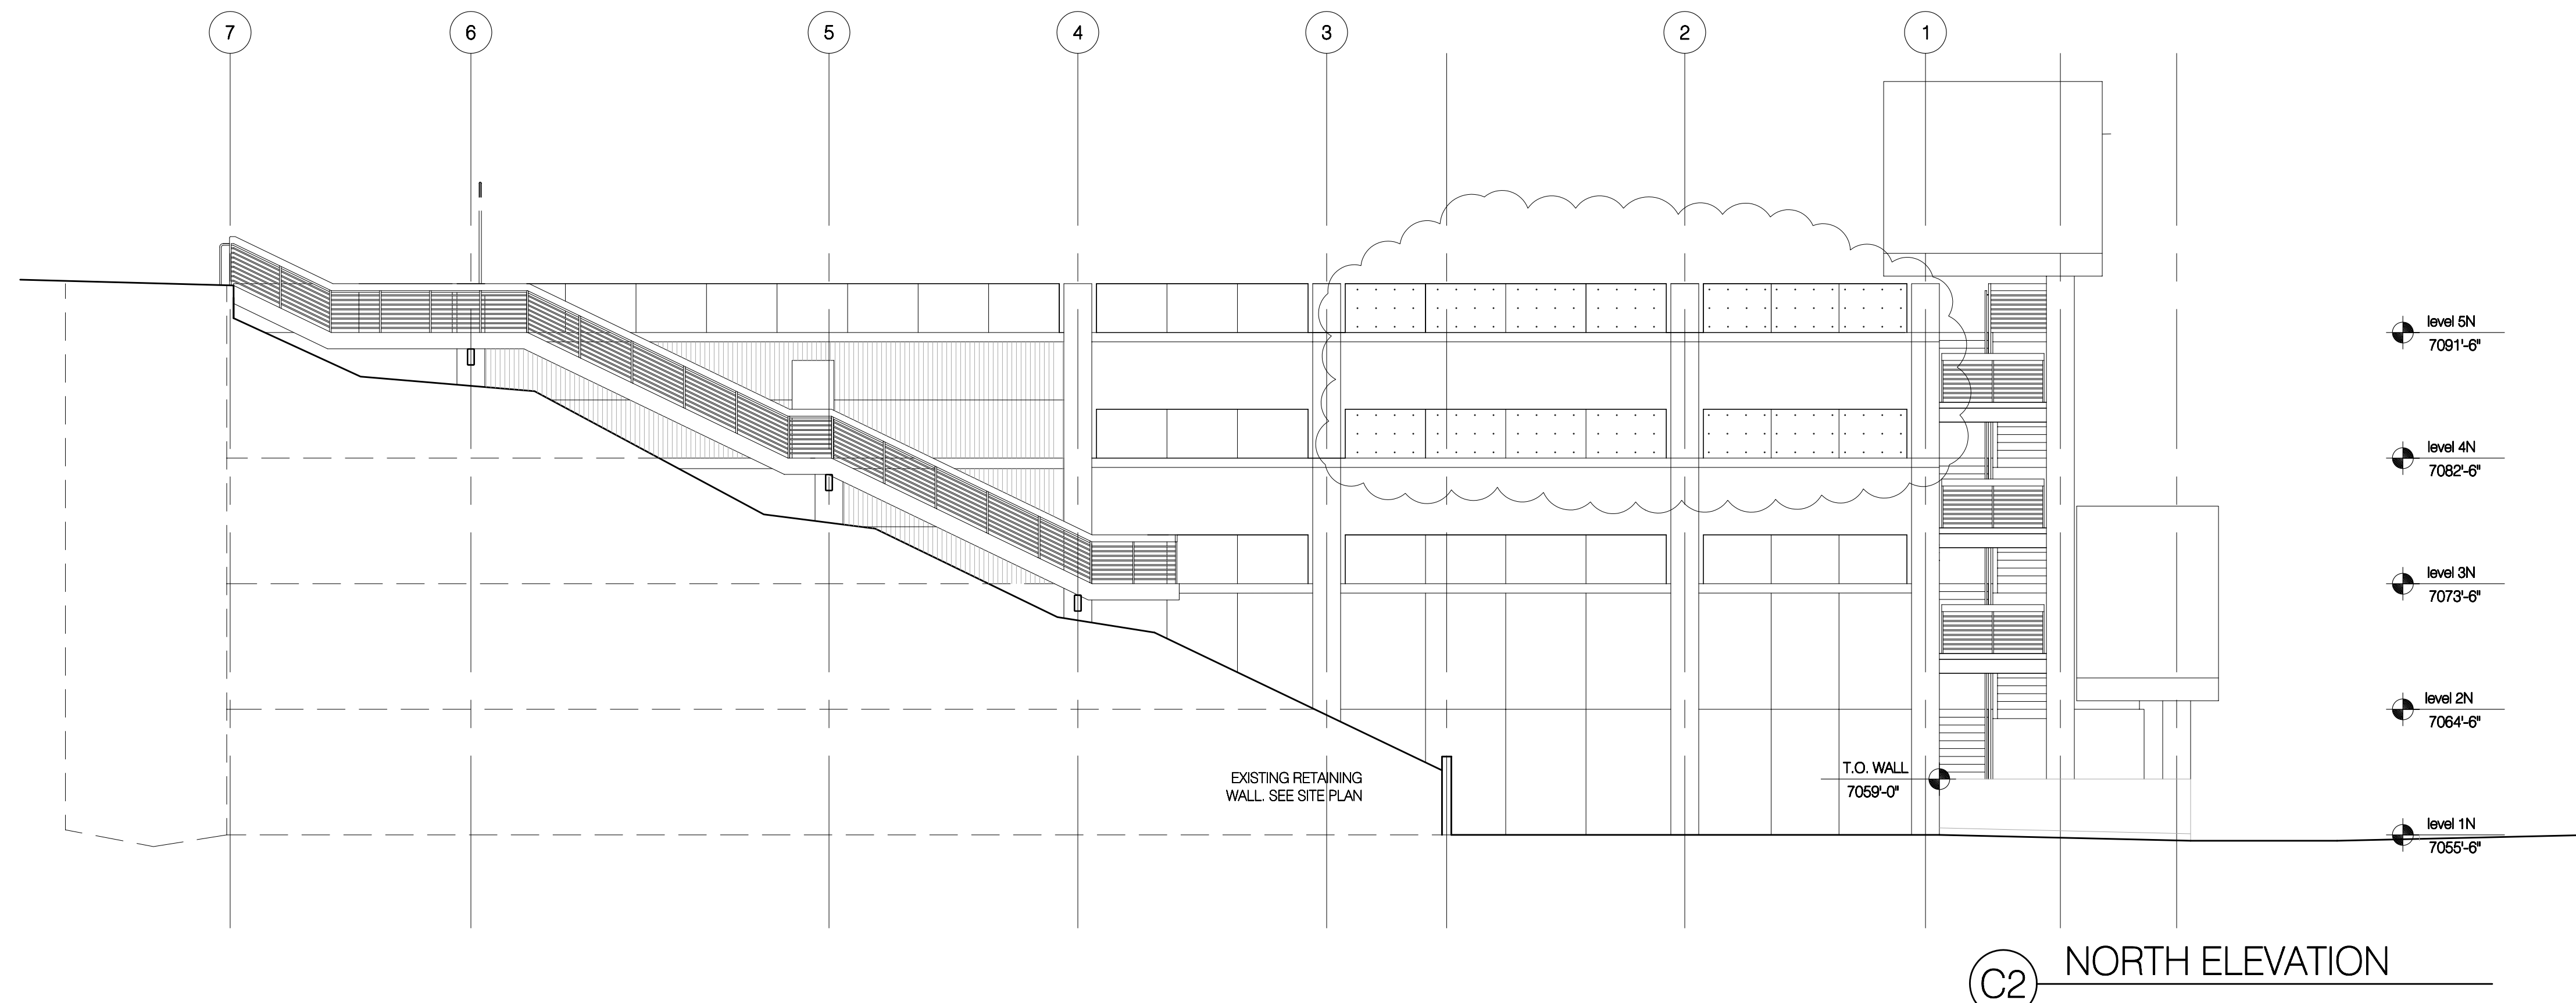 7
6
5
4
3
2
1
level 5N
7091'-6"
level 4N
7082'-6"
level 3N
7073'-6"
level 2N
7064'-6"
EXISTING RETAINING
WALL. SEE SITE PLAN
T.O. WALL
7059'-0"
level 1N
7055'-6"
C2
NORTH ELEVATION